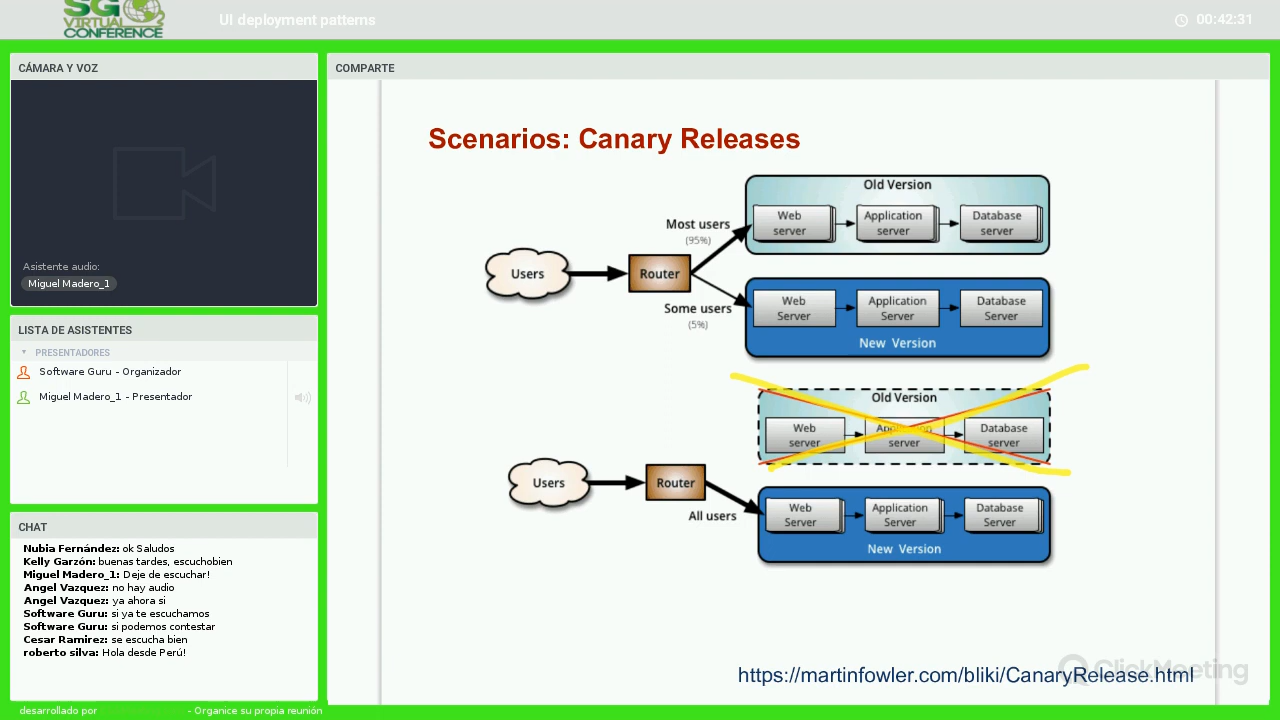 SG
VIRTUAL
CONFERENCE
UI deployment patterns
00:42:31
CÁMARA Y VOZ
Asistente audio:
Miguel Madero_1
LISTA DE ASISTENTES
PRESENTADORES
Software Guru - Organizador
Miguel Madero_1 - Presentador
CHAT
Nubia Fernández: ok Saludos
Kelly Garzón: buenas tardes, escuchobien
Miguel Madero_1: Deje de escuchar!
Angel Vazquez: no hay audio
Angel Vazquez: ya ahora si
Software Guru: si ya te escuchamos
Software Guru: si podemos contestar
Cesar Ramirez: se escucha bien
roberto silva: Hola desde Perú!
desarrollado por
- Organice su propia reunión
COMPARTE
Scenarios: Canary Releases
Old Version
Web server
Application server
Database server
Most users
(95%)
Users
Router
Some users
(5%)
Web Server
Application Server
Database Server
New Version
Old Version
Web server
Application server
Database server
Users
Router
All users
Web Server
Application Server
Database Server
New Version
https://martinfowler.com/bliki/CanaryRelease.html
ClickMeeting